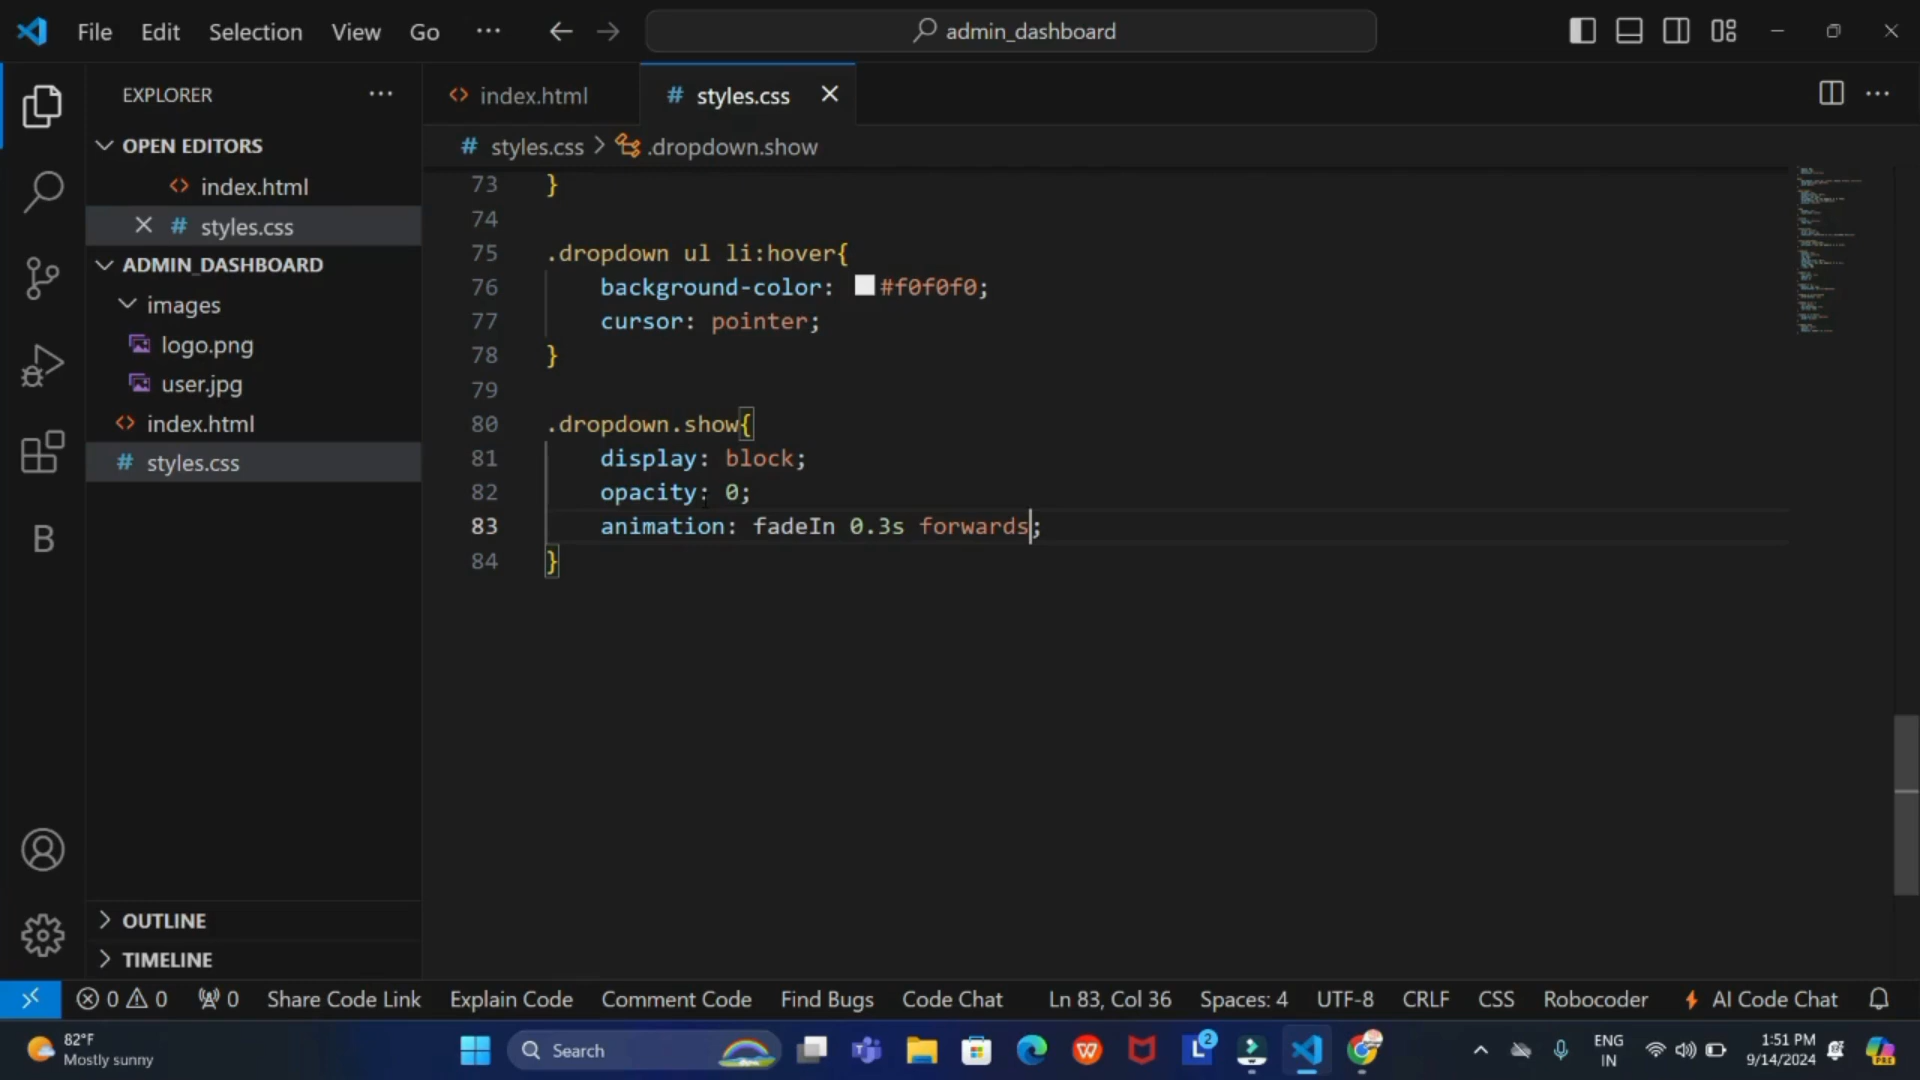 File Edit Selection View Go ··· admin_dashboard
EXPLORER ···
OPEN EDITORS
<> index.html
# styles.css
ADMIN_DASHBOARD
images
logo.png
user.jpg
<> index.html
# styles.css
OUTLINE
TIMELINE
<> index.html # styles.css
# styles.css > .dropdown.show
73 }
74
75 .dropdown ul li:hover{
76 background-color: #f0f0f0;
77 cursor: pointer;
78 }
79
80 .dropdown.show{
81 display: block;
82 opacity: 0;
83 animation: fadeIn 0.3s forwards;
84 }
B
0 0 0 Share Code Link Explain Code Comment Code Find Bugs Code Chat Ln 83, Col 36 Spaces: 4 UTF-8 CRLF CSS Robocoder AI Code Chat
82°F
Mostly sunny
Search
L 2
W
ENG
IN
1:51 PM
9/14/2024
PRE